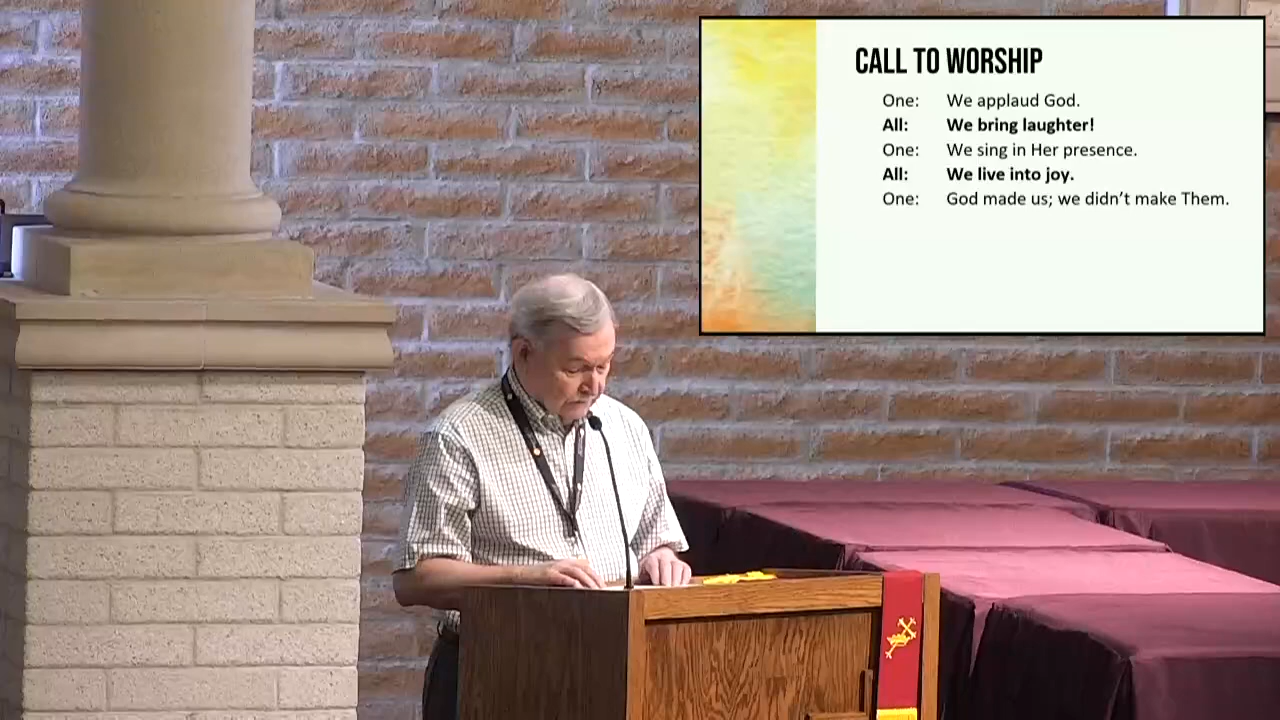 CALL TO WORSHIP
One: We applaud God.
All: We bring laughter!
One: We sing in Her presence.
All: We live into joy.
One: God made us; we didn't make Them.